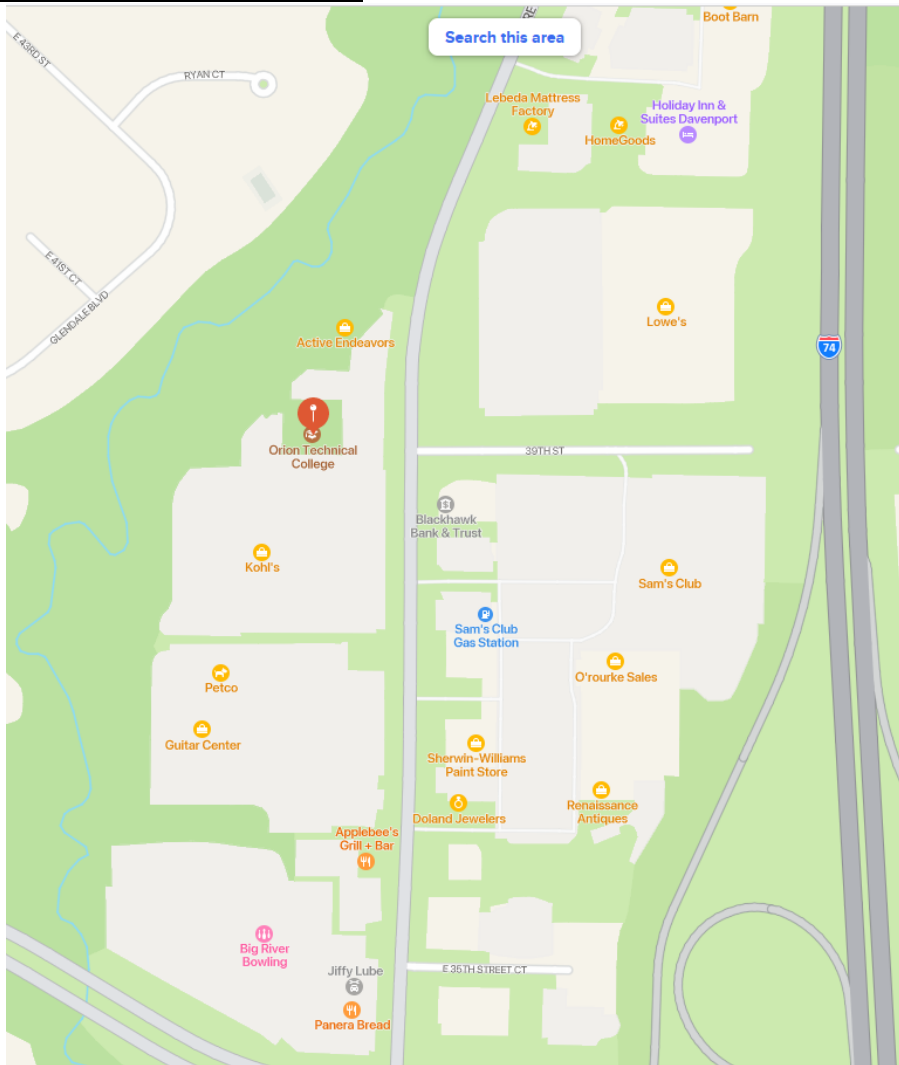 Boot Barn
RE
Search this area
E 43RD ST
RYAN CT
Lebeda Mattress
Factory
HomeGoods
Holiday Inn &
Suites Davenport
E 41ST CT
GLENDALE BLVD
Lowe's
Active Endeavors
74
Orion Technical
College
39TH ST
Blackhawk
Bank & Trust
Kohl's
Sam's Club
Sam's Club
Gas Station
O'rourke Sales
Petco
Guitar Center
Sherwin-Williams
Paint Store
Doland Jewelers
Renaissance
Antiques
Applebee's
Grill + Bar
Big River
Bowling
Jiffy Lube
E 35TH STREET CT
Panera Bread